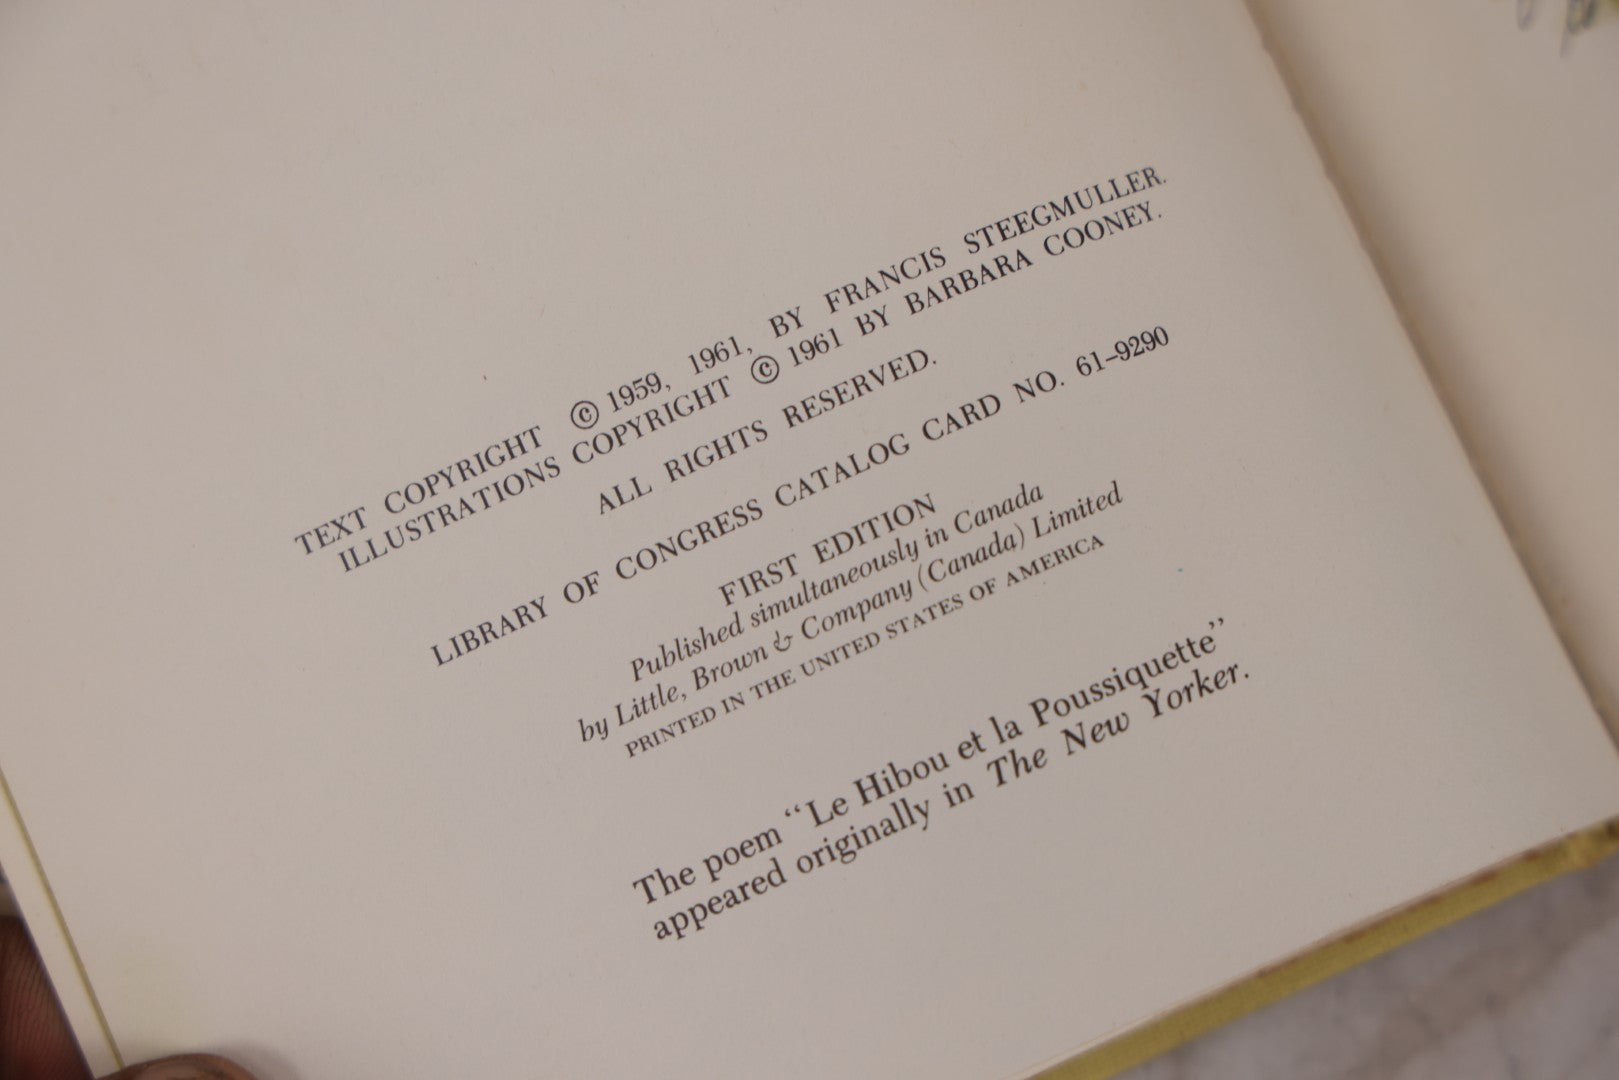 TEXT COPYRIGHT © 1959, 1961, BY FRANCIS STEEGMULLER.
ILLUSTRATIONS COPYRIGHT © 1961 BY BARBARA COONEY.
ALL RIGHTS RESERVED.
LIBRARY OF CONGRESS CATALOG CARD NO. 61–9290
FIRST EDITION
Published simultaneously in Canada
by Little, Brown & Company (Canada) Limited
PRINTED IN THE UNITED STATES OF AMERICA
The poem “Le Hibou et la Poussiquette”
appeared originally in The New Yorker.